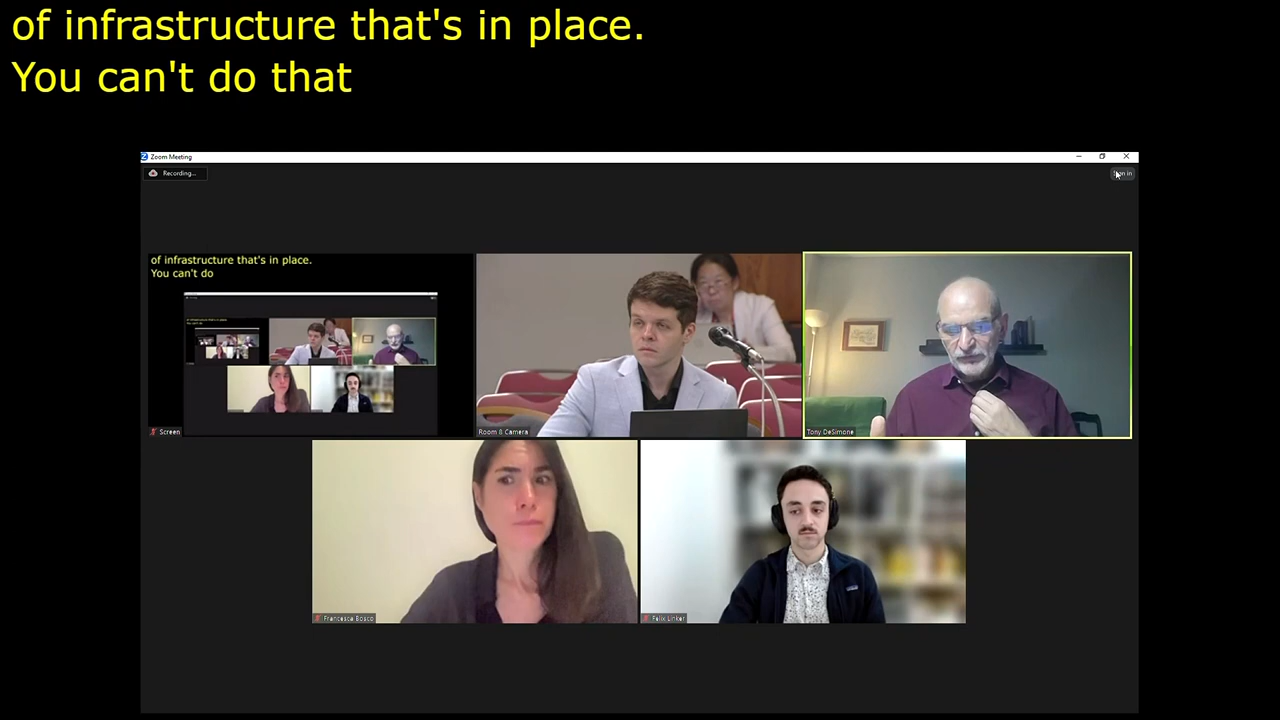 of infrastructure that's in place.
You can't do that
Zoom Meeting
Recording...
of infrastructure that's in place.
You can't do
Screen
Room & Camera
Tony DeSimone
Francesca Bosco
Felix Linker